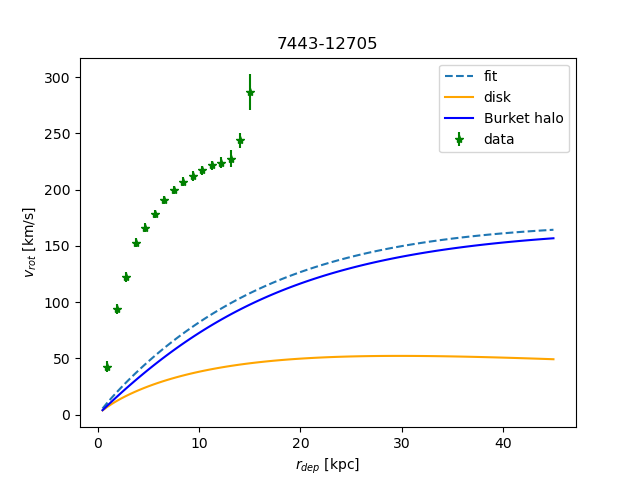 7443-12705
300
250
200
150
100
50
0
v_rot [km/s]
0 10 20 30 40
r_dep [kpc]
fit
disk
Burket halo
data